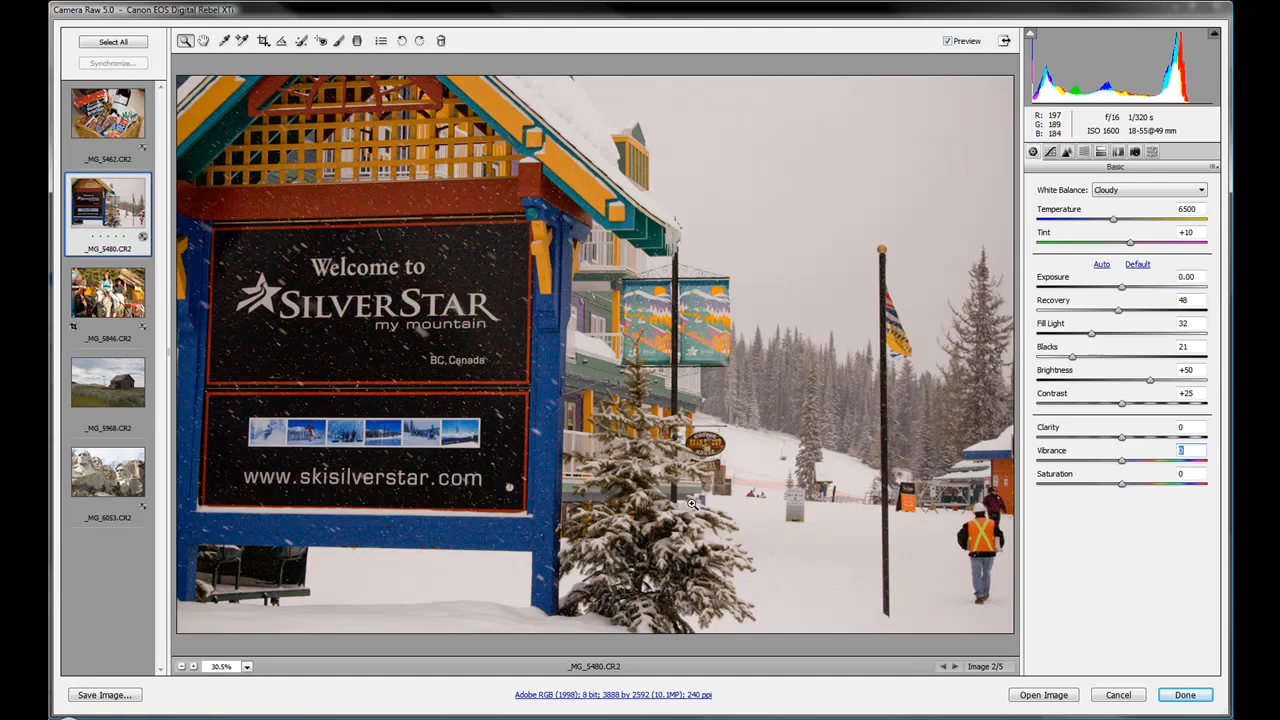 Camera Raw 5.0 - Canon EOS Digital Rebel XTi
Select All
Synchronize...
_MG_5462.CR2
_MG_5480.CR2
_MG_5846.CR2
_MG_5968.CR2
_MG_6053.CR2
Preview
Welcome to
SILVERSTAR
my mountain
BC, Canada
www.skisilverstar.com
R: 197
G: 189
B: 184
f/16 1/320 s
ISO 1600 18-55@49 mm
Basic
White Balance: Cloudy
Temperature 6500
Tint +10
Auto Default
Exposure 0.00
Recovery 48
Fill Light 32
Blacks 21
Brightness +50
Contrast +25
Clarity 0
Vibrance 0
Saturation 0
30.5%
_MG_5480.CR2
Image 2/5
Save Image...
Adobe RGB (1998); 8 bit; 3888 by 2592 (10.1MP); 240 ppi
Open Image
Cancel
Done